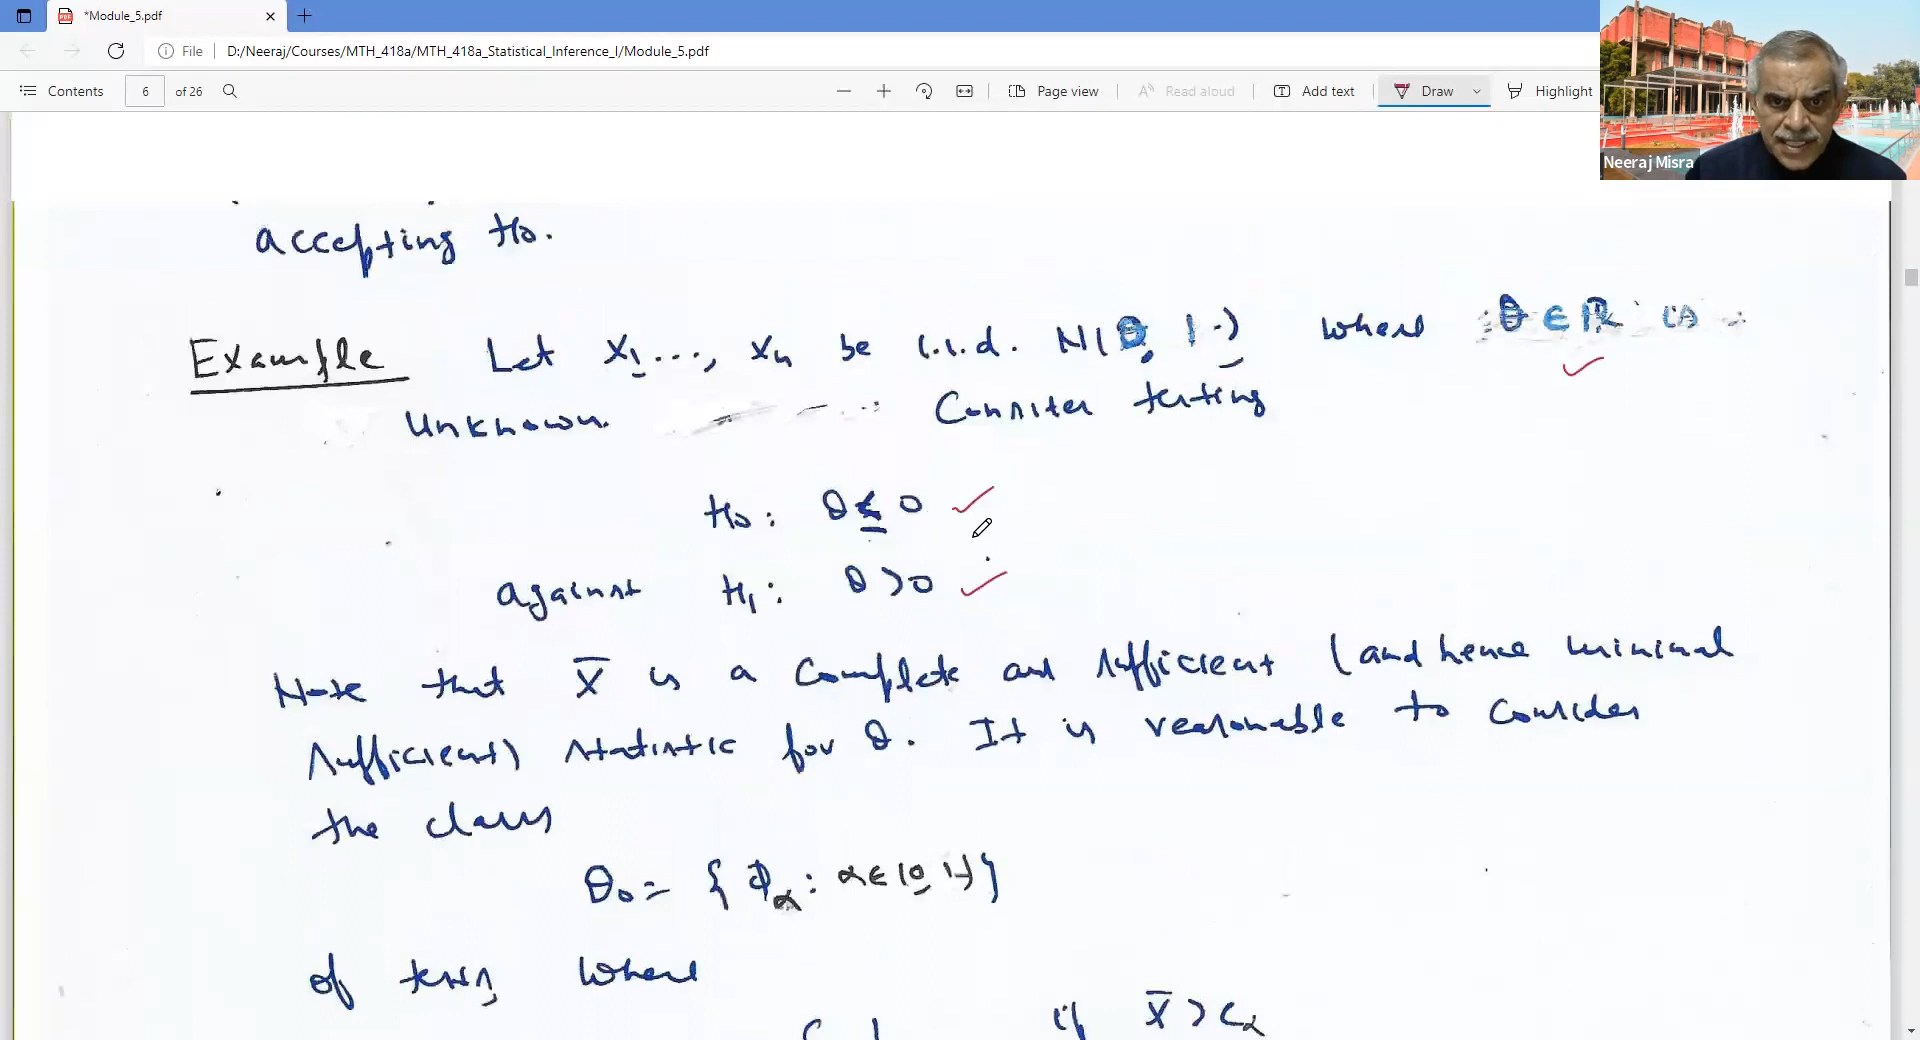 *Module_5.pdf
File D:/Neeraj/Courses/MTH_418a/MTH_418a_Statistical_Inference_I/Module_5.pdf
Contents 6 of 26 Page view Read aloud Add text Draw Highlight
Neeraj Misra
accepting H₀.
Example Let X₁..., Xₙ be i.i.d. N(θ, 1) where θ ∈ ℝ is
unknown. Consider testing
H₀: θ ≤ 0
against H₁: θ > 0
Note that X̄ is a complete and sufficient (and hence minimal
sufficient) statistic for θ. It is reasonable to consider
the class
𝒟₀ = { ϕ_α : α ∈ (0, 1) }
of tests, where
if X̄ > C_α